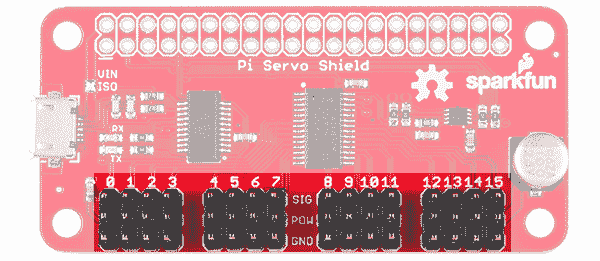 Pi Servo Shield
VIN
ISO
sparkfun
RX
TX
0 1 2 3 4 5 6 7 8 9 10 11 12 13 14 15
SIG
POW
GND